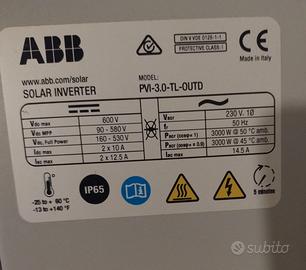 ABB
DIN V VDE 0126-1-1
PROTECTIVE CLASS: I
CE
Made in Italy
www.abb.com/solar
SOLAR INVERTER
MODEL:
PVI-3.0-TL-OUTD
Vdc max 600 V
Vdc MPP 90 - 580 V
Vdc, Full Power 160 - 530 V
Idc max 2 x 10 A
Isc max 2 x 12.5 A
Vacr 230 V, 1Ø
fr 50 Hz
Pacr (cosφ= 1) 3000 W @ 50 °C amb.
Pacr (cosφ= ± 0.9) 3000 W @ 45 °C amb.
Iac max 14.5 A
-25 to + 60 °C
-13 to +140 °F
IP65
5 minutes
subito